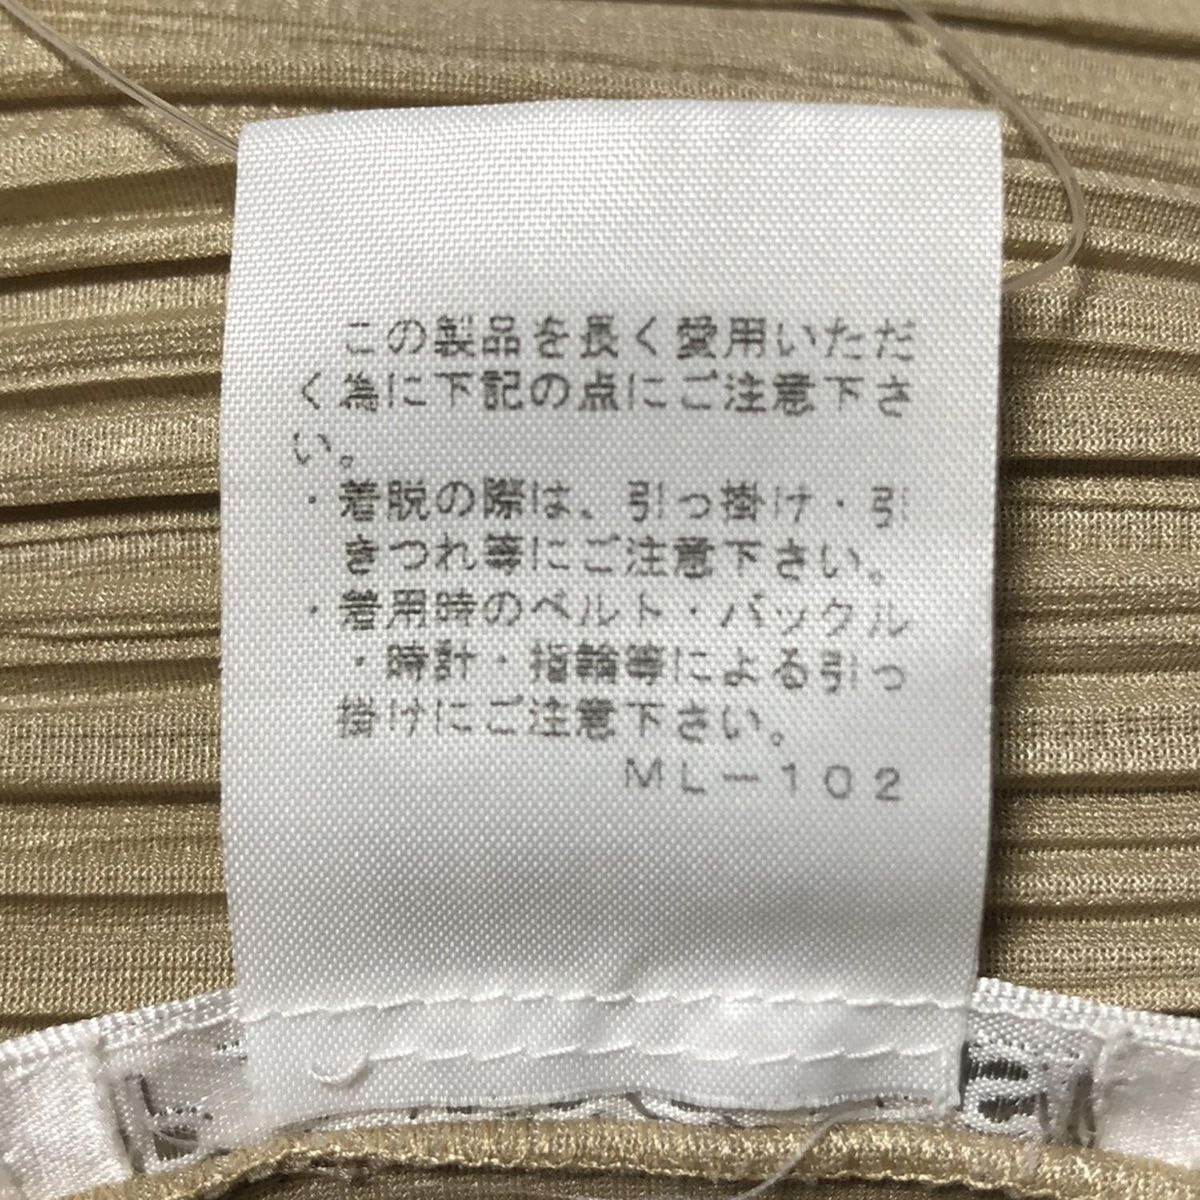 この製品を長く愛用いただ
く為に下記の点にご注意下さ
い。
・着脱の際は、引っ掛け・引
きつれ等にご注意下さい。
・着用時のベルト・バックル
・時計・指輪等による引っ
掛けにご注意下さい。
ML-102